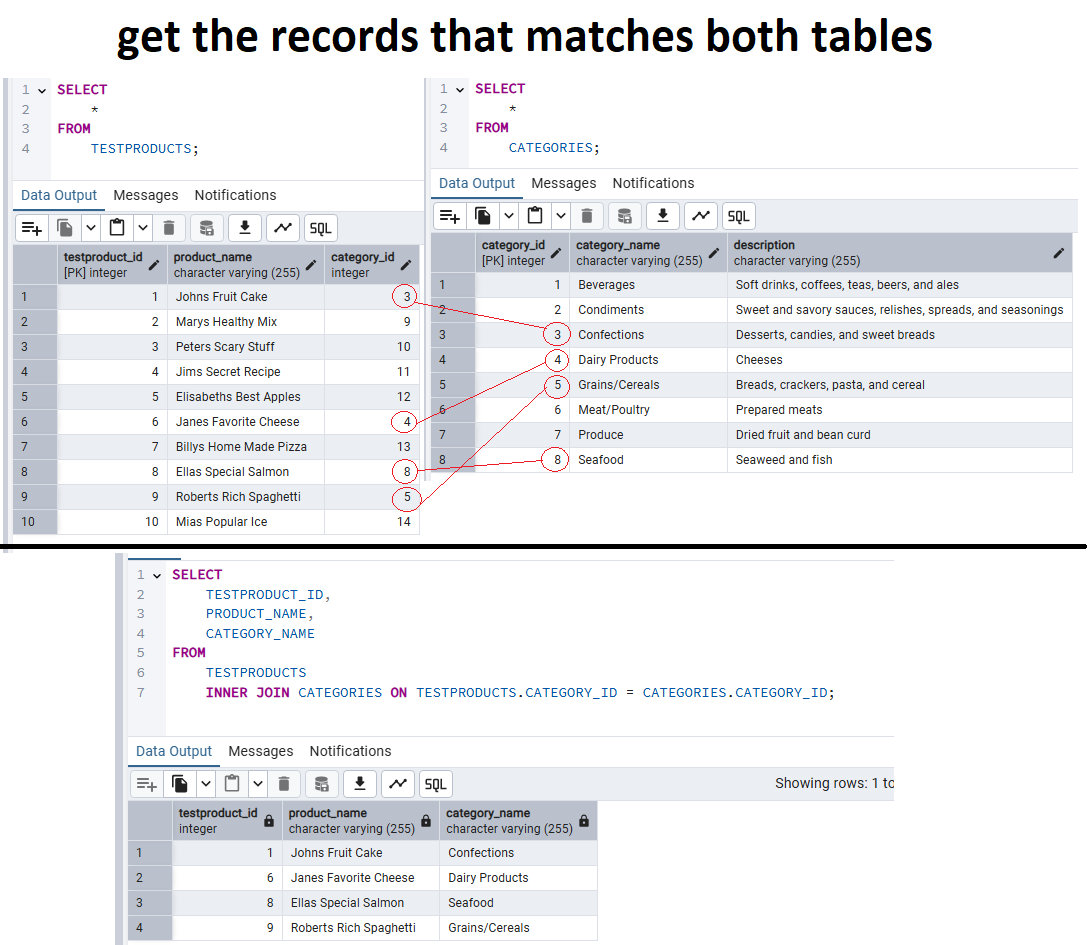 get the records that matches both tables
1 SELECT
2 *
3 FROM
4 TESTPRODUCTS;
Data Output Messages Notifications
SQL
testproduct_id product_name category_id
[PK] integer character varying (255) integer
1 1 Johns Fruit Cake 3
2 2 Marys Healthy Mix 9
3 3 Peters Scary Stuff 10
4 4 Jims Secret Recipe 11
5 5 Elisabeths Best Apples 12
6 6 Janes Favorite Cheese 4
7 7 Billys Home Made Pizza 13
8 8 Ellas Special Salmon 8
9 9 Roberts Rich Spaghetti 5
10 10 Mias Popular Ice 14
1 SELECT
2 *
3 FROM
4 CATEGORIES;
Data Output Messages Notifications
SQL
category_id category_name description
[PK] integer character varying (255) character varying (255)
1 1 Beverages Soft drinks, coffees, teas, beers, and ales
2 2 Condiments Sweet and savory sauces, relishes, spreads, and seasonings
3 3 Confections Desserts, candies, and sweet breads
4 4 Dairy Products Cheeses
5 5 Grains/Cereals Breads, crackers, pasta, and cereal
6 6 Meat/Poultry Prepared meats
7 7 Produce Dried fruit and bean curd
8 8 Seafood Seaweed and fish
1 SELECT
2 TESTPRODUCT_ID,
3 PRODUCT_NAME,
4 CATEGORY_NAME
5 FROM
6 TESTPRODUCTS
7 INNER JOIN CATEGORIES ON TESTPRODUCTS.CATEGORY_ID = CATEGORIES.CATEGORY_ID;
Data Output Messages Notifications
SQL Showing rows: 1 to
testproduct_id product_name category_name
integer character varying (255) character varying (255)
1 1 Johns Fruit Cake Confections
2 6 Janes Favorite Cheese Dairy Products
3 8 Ellas Special Salmon Seafood
4 9 Roberts Rich Spaghetti Grains/Cereals